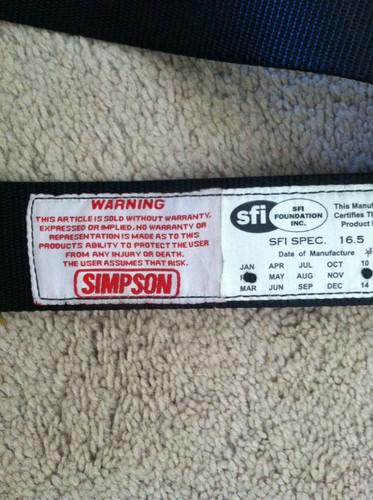 WARNING
THIS ARTICLE IS SOLD WITHOUT WARRANTY,
EXPRESSED OR IMPLIED. NO WARRANTY OR
REPRESENTATION IS MADE AS TO THIS
PRODUCTS ABILITY TO PROTECT THE USER
FROM ANY INJURY OR DEATH.
THE USER ASSUMES THAT RISK.
SIMPSON
sfi
SFI
FOUNDATION
INC.
This Manuf
Certifies Th
Product
SFI SPEC. 16.5
Date of Manufacture *
JAN APR JUL OCT 10
MAY AUG NOV
MAR JUN SEP DEC 14